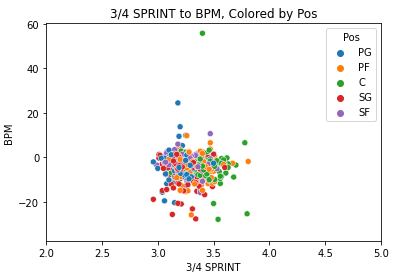 3/4 SPRINT to BPM, Colored by Pos
60
40
20
0
−20
BPM
Pos
PG
PF
C
SG
SF
2.0 2.5 3.0 3.5 4.0 4.5 5.0
3/4 SPRINT